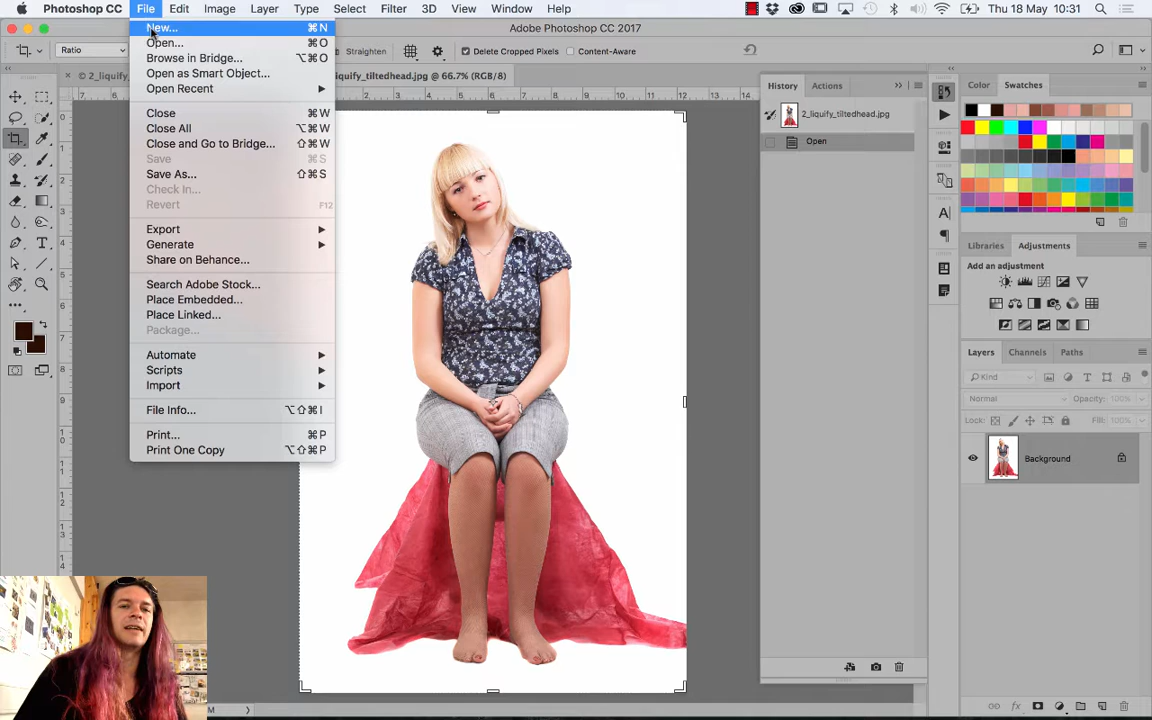 Photoshop CC File Edit Image Layer Type Select Filter 3D View Window Help Thu 18 May 10:31
Adobe Photoshop CC 2017
Ratio Straighten Delete Cropped Pixels Content-Aware
2_liquify_ liquify_tiltedhead.jpg @ 66.7% (RGB/8)
New... ⌘N
Open... ⌘O
Browse in Bridge... ⌥⌘O
Open as Smart Object...
Open Recent
Close ⌘W
Close All ⌥⌘W
Close and Go to Bridge... ⇧⌘W
Save ⌘S
Save As... ⇧⌘S
Check In...
Revert F12
Export
Generate
Share on Behance...
Search Adobe Stock...
Place Embedded...
Place Linked...
Package...
Automate
Scripts
Import
File Info... ⌥⇧⌘I
Print... ⌘P
Print One Copy ⌥⇧⌘P
History Actions
2_liquify_tiltedhead.jpg
Open
Color Swatches
Libraries Adjustments
Add an adjustment
Layers Channels Paths
Kind
Normal Opacity: 100%
Lock: Fill: 100%
Background